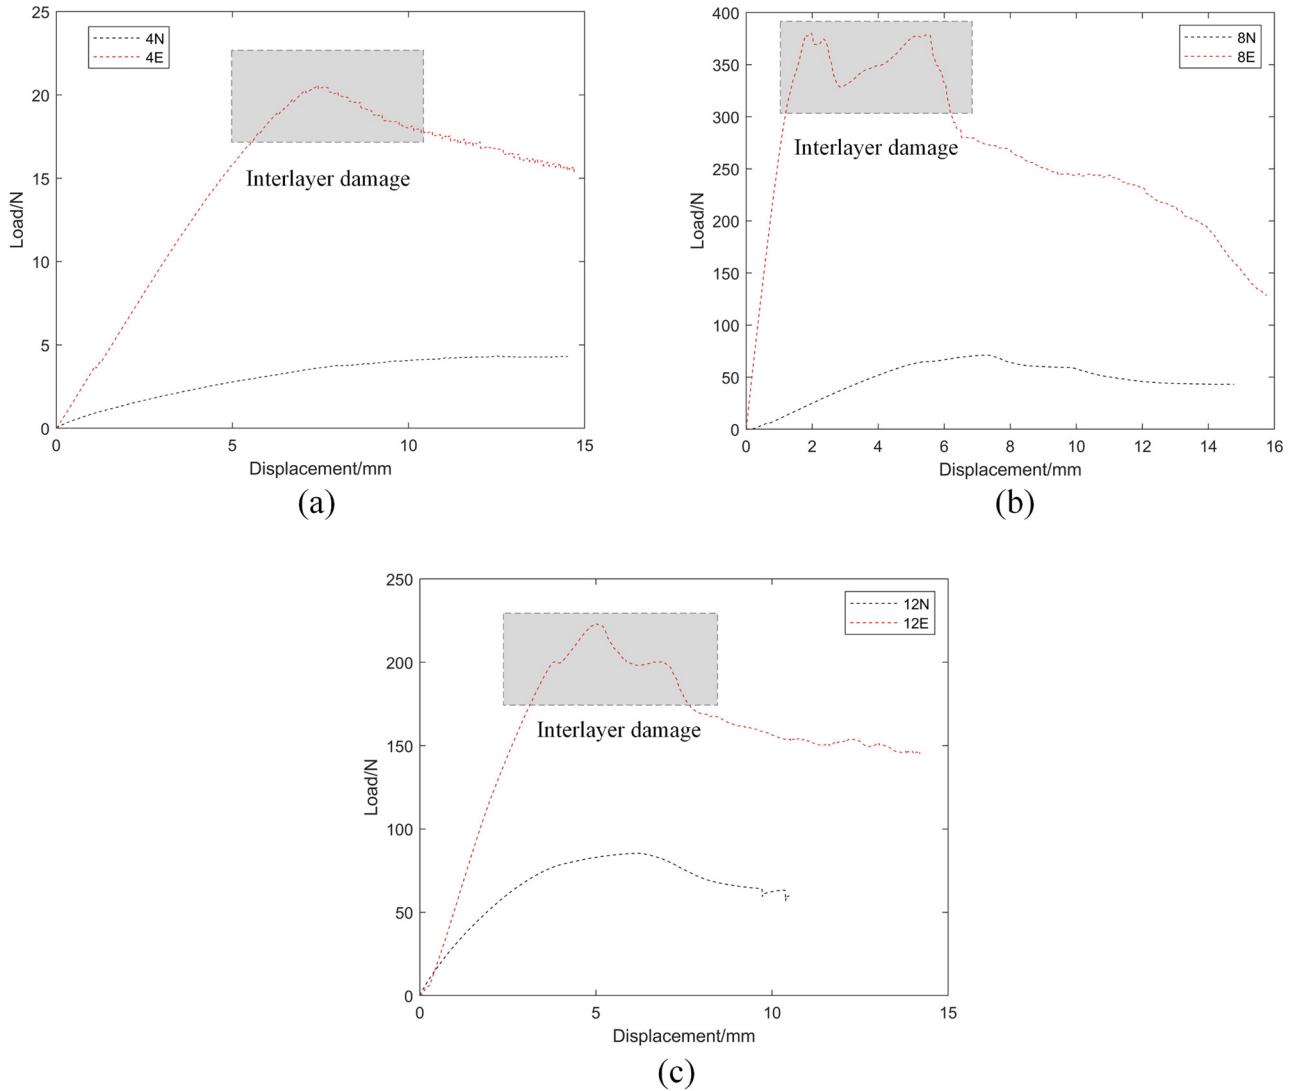 25
20
15
10
5
0
0 5 10 15
Load/N
Displacement/mm
4N
4E
Interlayer damage
(a)
400
350
300
250
200
150
100
50
0
0 2 4 6 8 10 12 14 16
Load/N
Displacement/mm
8N
8E
Interlayer damage
(b)
250
200
150
100
50
0
0 5 10 15
Load/N
Displacement/mm
12N
12E
Interlayer damage
(c)